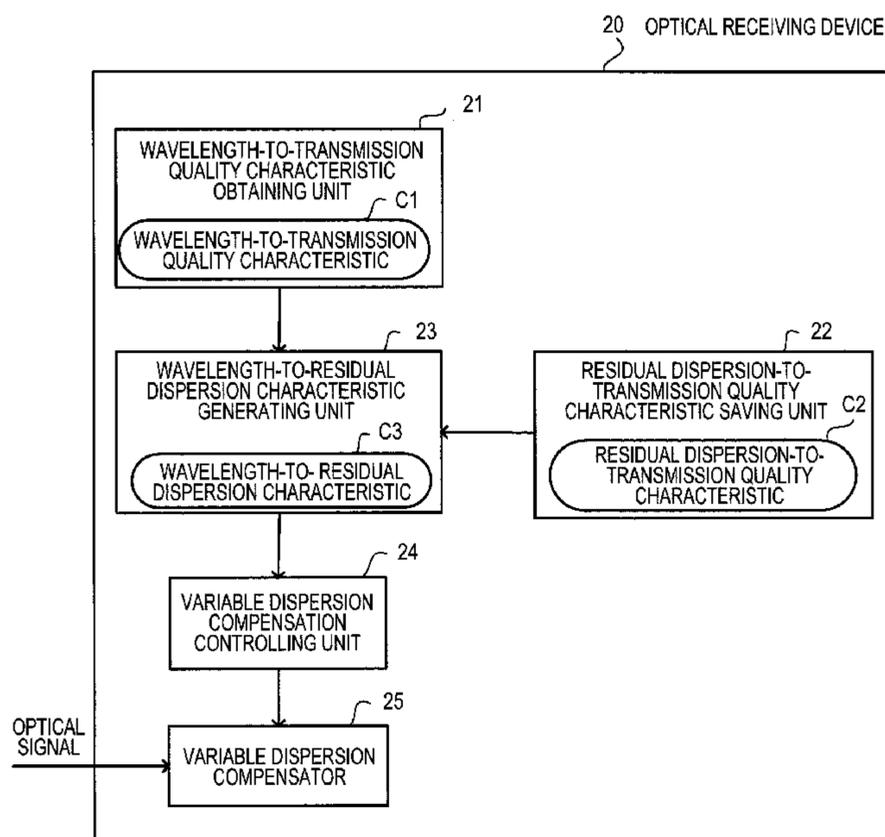 20 OPTICAL RECEIVING DEVICE
21
WAVELENGTH-TO-TRANSMISSION
QUALITY CHARACTERISTIC
OBTAINING UNIT
C1
WAVELENGTH-TO-TRANSMISSION
QUALITY CHARACTERISTIC
23
WAVELENGTH-TO-RESIDUAL
DISPERSION CHARACTERISTIC
GENERATING UNIT
C3
WAVELENGTH-TO- RESIDUAL
DISPERSION CHARACTERISTIC
22
RESIDUAL DISPERSION-TO-
TRANSMISSION QUALITY
CHARACTERISTIC SAVING UNIT
C2
RESIDUAL DISPERSION-TO-
TRANSMISSION QUALITY
CHARACTERISTIC
24
VARIABLE DISPERSION
COMPENSATION
CONTROLLING UNIT
25
OPTICAL
SIGNAL
VARIABLE DISPERSION
COMPENSATOR